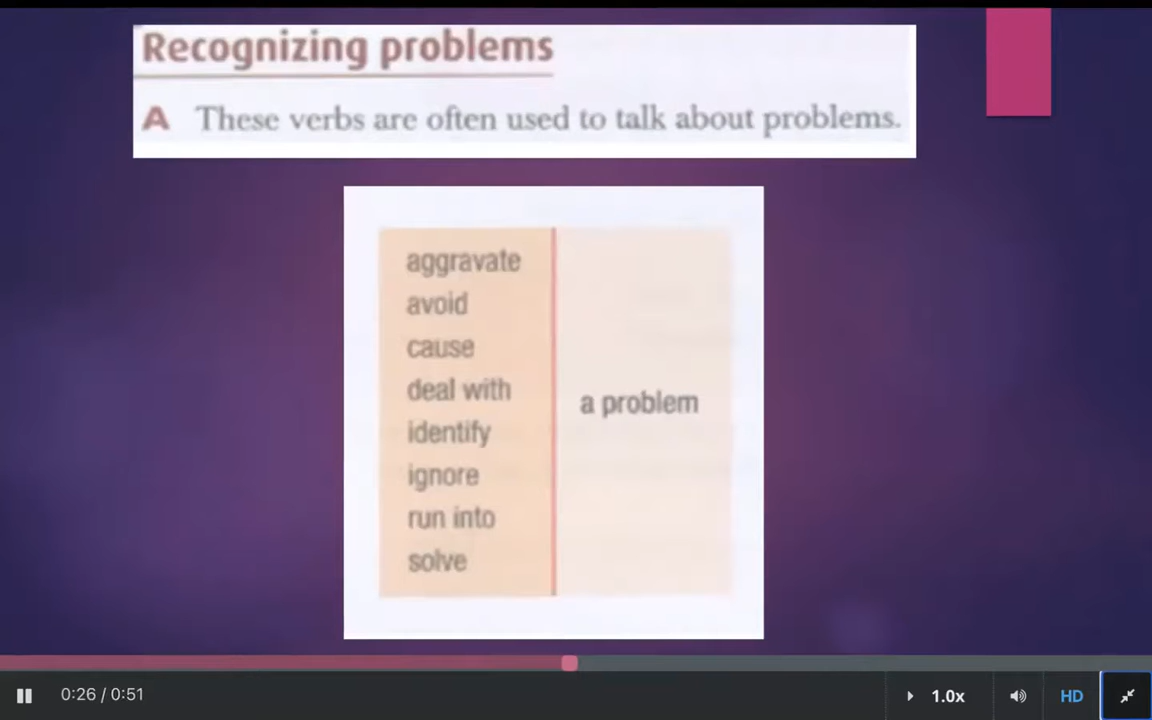 Recognizing problems
A These verbs are often used to talk about problems.
aggravate
avoid
cause
deal with
identify
ignore
run into
solve
a problem
0:26 / 0:51
1.0x
HD